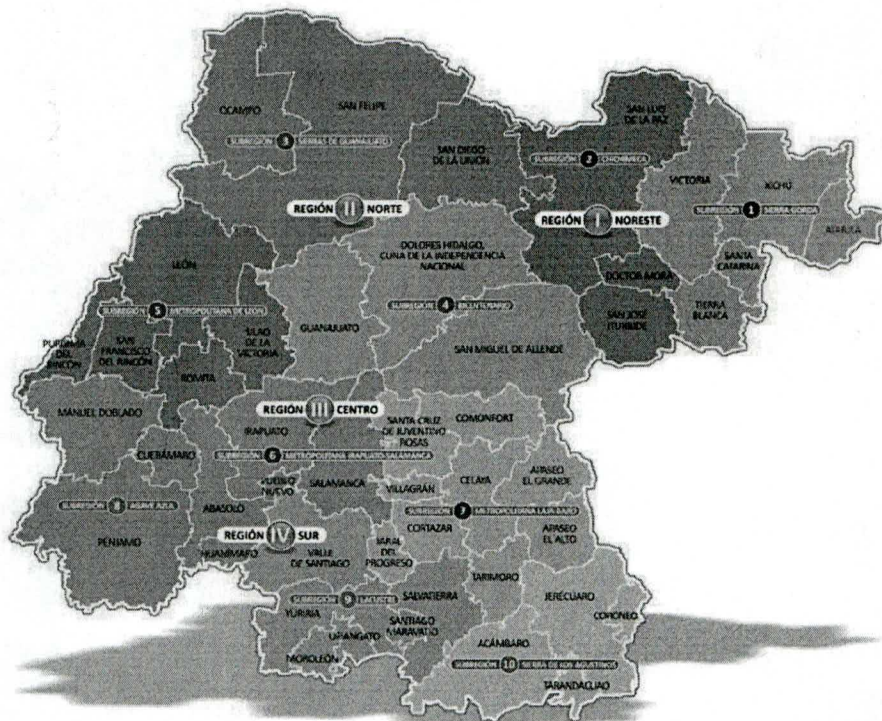 OCAMPO
SAN FELIPE
SUBREGIÓN 3 SIERRAS DE GUANAJUATO
SAN DIEGO
DE LA UNIÓN
SAN LUIS
DE LA PAZ
SUBREGIÓN 2 CHICHIMECA
VICTORIA
XICHÚ
SUBREGIÓN 1 SIERRA GORDA
ATARJEA
REGIÓN II NORTE
REGIÓN I NORESTE
DOLORES HIDALGO,
CUNA DE LA INDEPENDENCIA
NACIONAL
SANTA
CATARINA
DOCTOR MORA
LEÓN
SUBREGIÓN 5 METROPOLITANA DE LEÓN
SUBREGIÓN 4 BICENTENARIO
SAN JOSÉ
ITURBIDE
TIERRA
BLANCA
GUANAJUATO
SILAO
DE LA
VICTORIA
PURÍSIMA
DEL
RINCÓN
SAN
FRANCISCO
DEL RINCÓN
SAN MIGUEL DE ALLENDE
ROMITA
MANUEL DOBLADO
REGIÓN III CENTRO
IRAPUATO
SANTA CRUZ
DE JUVENTINO
ROSAS
COMONFORT
CUERÁMARO
SUBREGIÓN 6 METROPOLITANA IRAPUATO-SALAMANCA
PUEBLO
NUEVO
SALAMANCA
VILLAGRÁN
CELAYA
APASEO
EL GRANDE
SUBREGIÓN 8 AGAVE AZUL
ABASOLO
SUBREGIÓN 7 METROPOLITANA LAJA-BAJÍO
CORTAZAR
APASEO
EL ALTO
PÉNJAMO
REGIÓN IV SUR
HUANÍMARO
VALLE
DE SANTIAGO
JARAL
DEL
PROGRESO
TARIMORO
JERÉCUARO
SUBREGIÓN 9 LACUSTRE
SALVATIERRA
YURIRIA
CORONEO
SANTIAGO
MARAVATÍO
URIANGATO
MOROLEÓN
ACÁMBARO
SUBREGIÓN 10 SIERRA DE LOS AGUSTINOS
TARANDACUAO